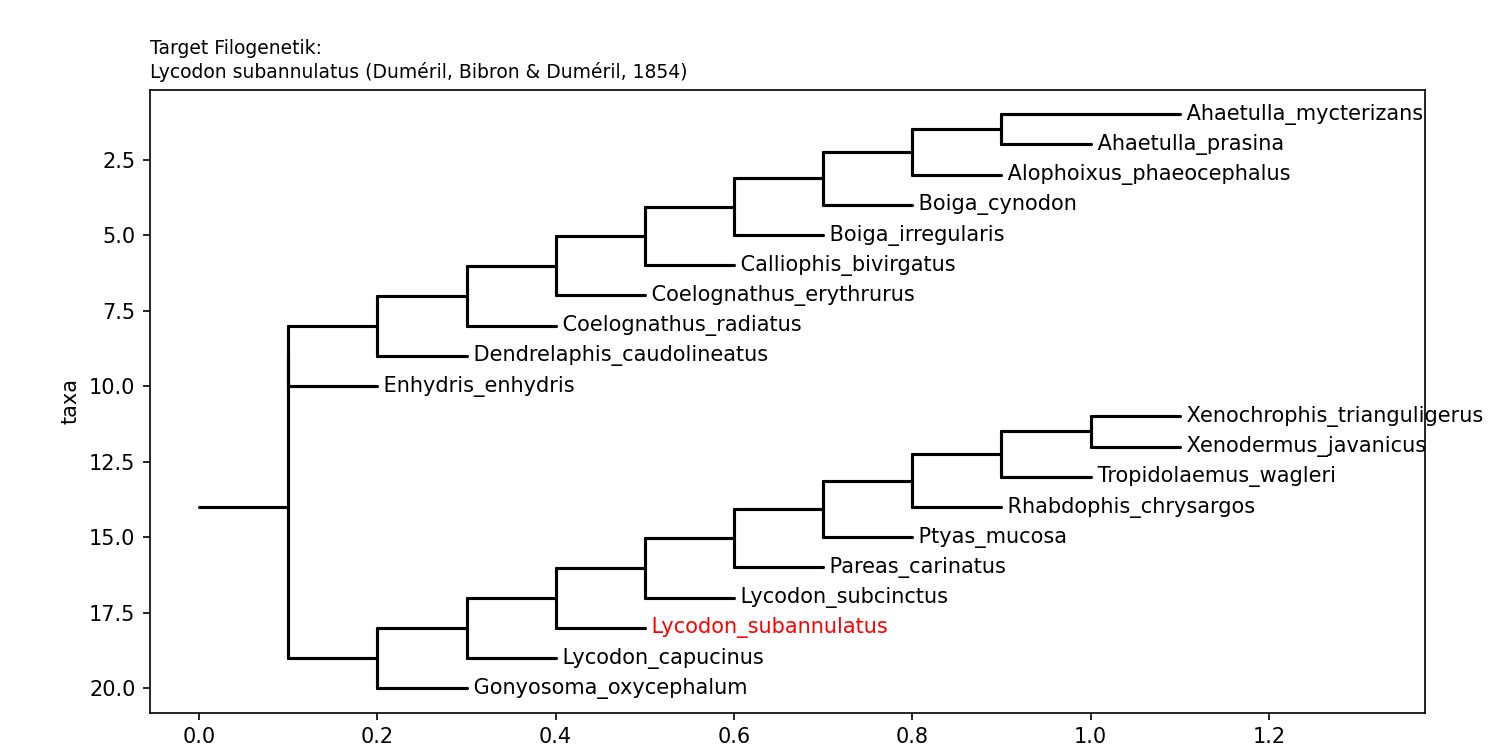 Target Filogenetik:
Lycodon subannulatus (Duméril, Bibron & Duméril, 1854)
Ahaetulla_mycterizans
Ahaetulla_prasina
2.5
Alophoixus_phaeocephalus
Boiga_cynodon
5.0
Boiga_irregularis
Calliophis_bivirgatus
Coelognathus_erythrurus
7.5
Coelognathus_radiatus
Dendrelaphis_caudolineatus
10.0
Enhydris_enhydris
taxa
Xenochrophis_trianguligerus
Xenodermus_javanicus
12.5
Tropidolaemus_wagleri
Rhabdophis_chrysargos
15.0
Ptyas_mucosa
Pareas_carinatus
Lycodon_subcinctus
17.5
Lycodon_subannulatus
Lycodon_capucinus
20.0
Gonyosoma_oxycephalum
0.0 0.2 0.4 0.6 0.8 1.0 1.2